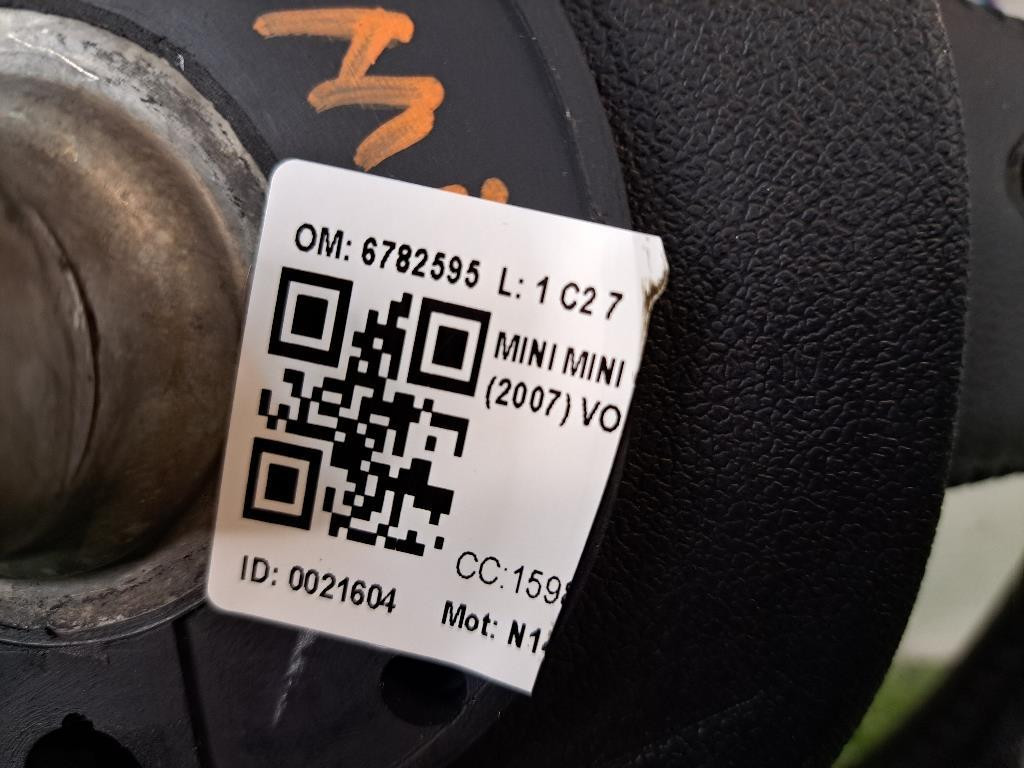 OM: 6782595 L: 1 C2 7
MINI MINI
(2007) VO
CC:159
ID: 0021604
Mot: N1